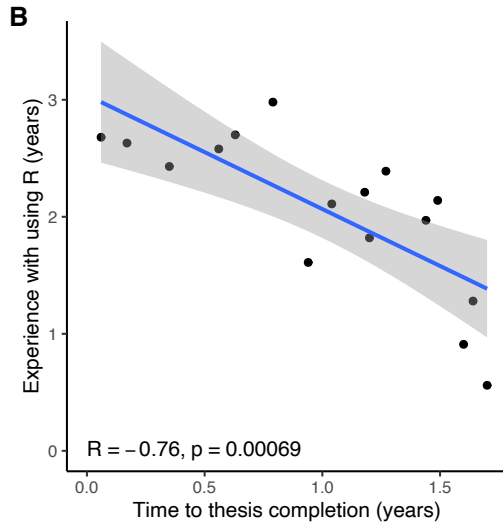 B
Experience with using R (years)
3
2
1
0
R = −0.76, p = 0.00069
0.0 0.5 1.0 1.5
Time to thesis completion (years)